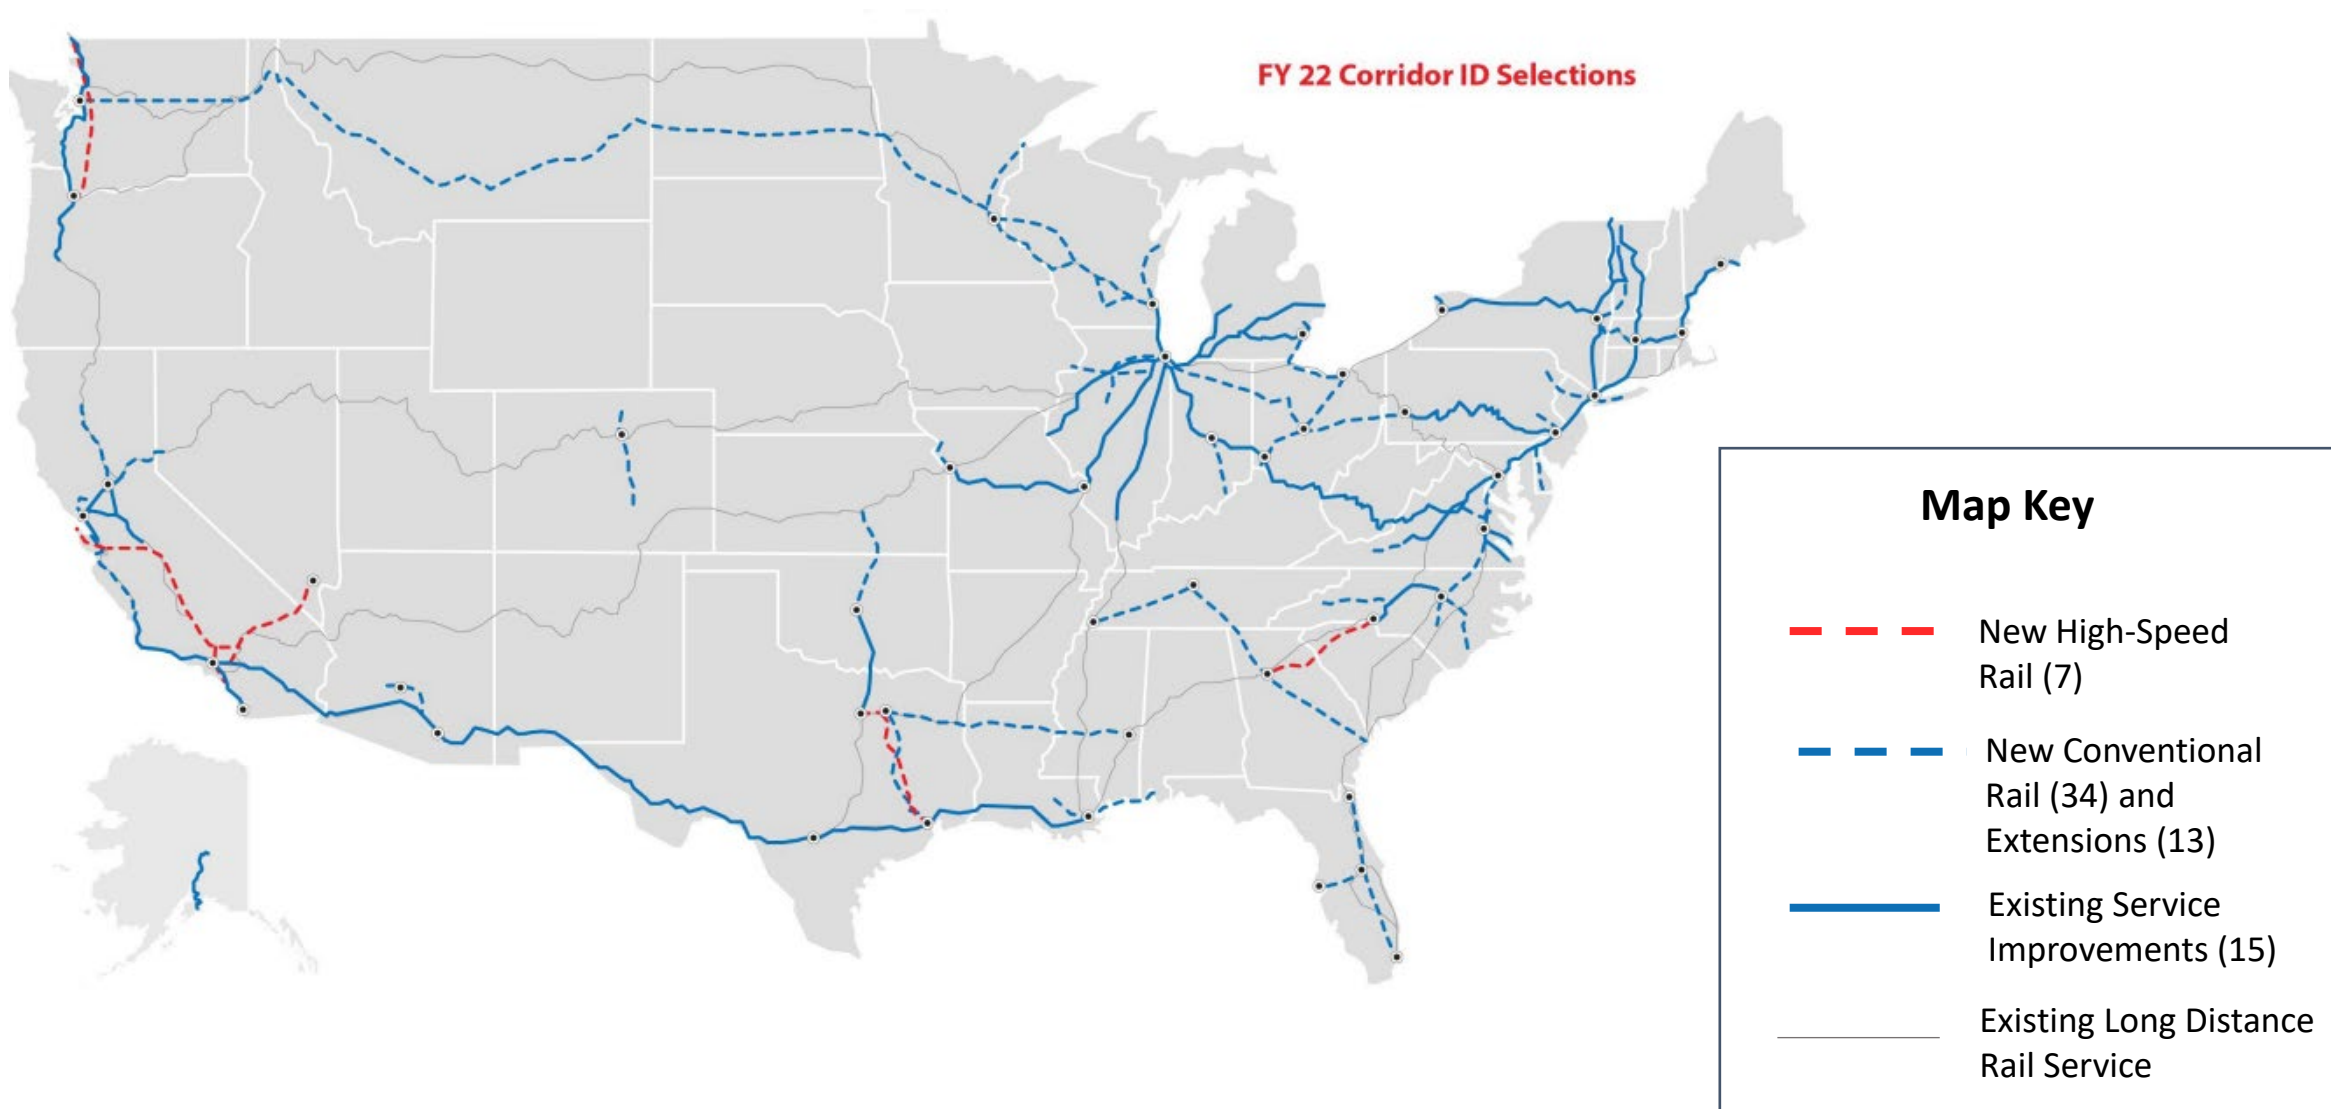 FY 22 Corridor ID Selections
Map Key
New High-Speed
Rail (7)
New Conventional
Rail (34) and
Extensions (13)
Existing Service
Improvements (15)
Existing Long Distance
Rail Service